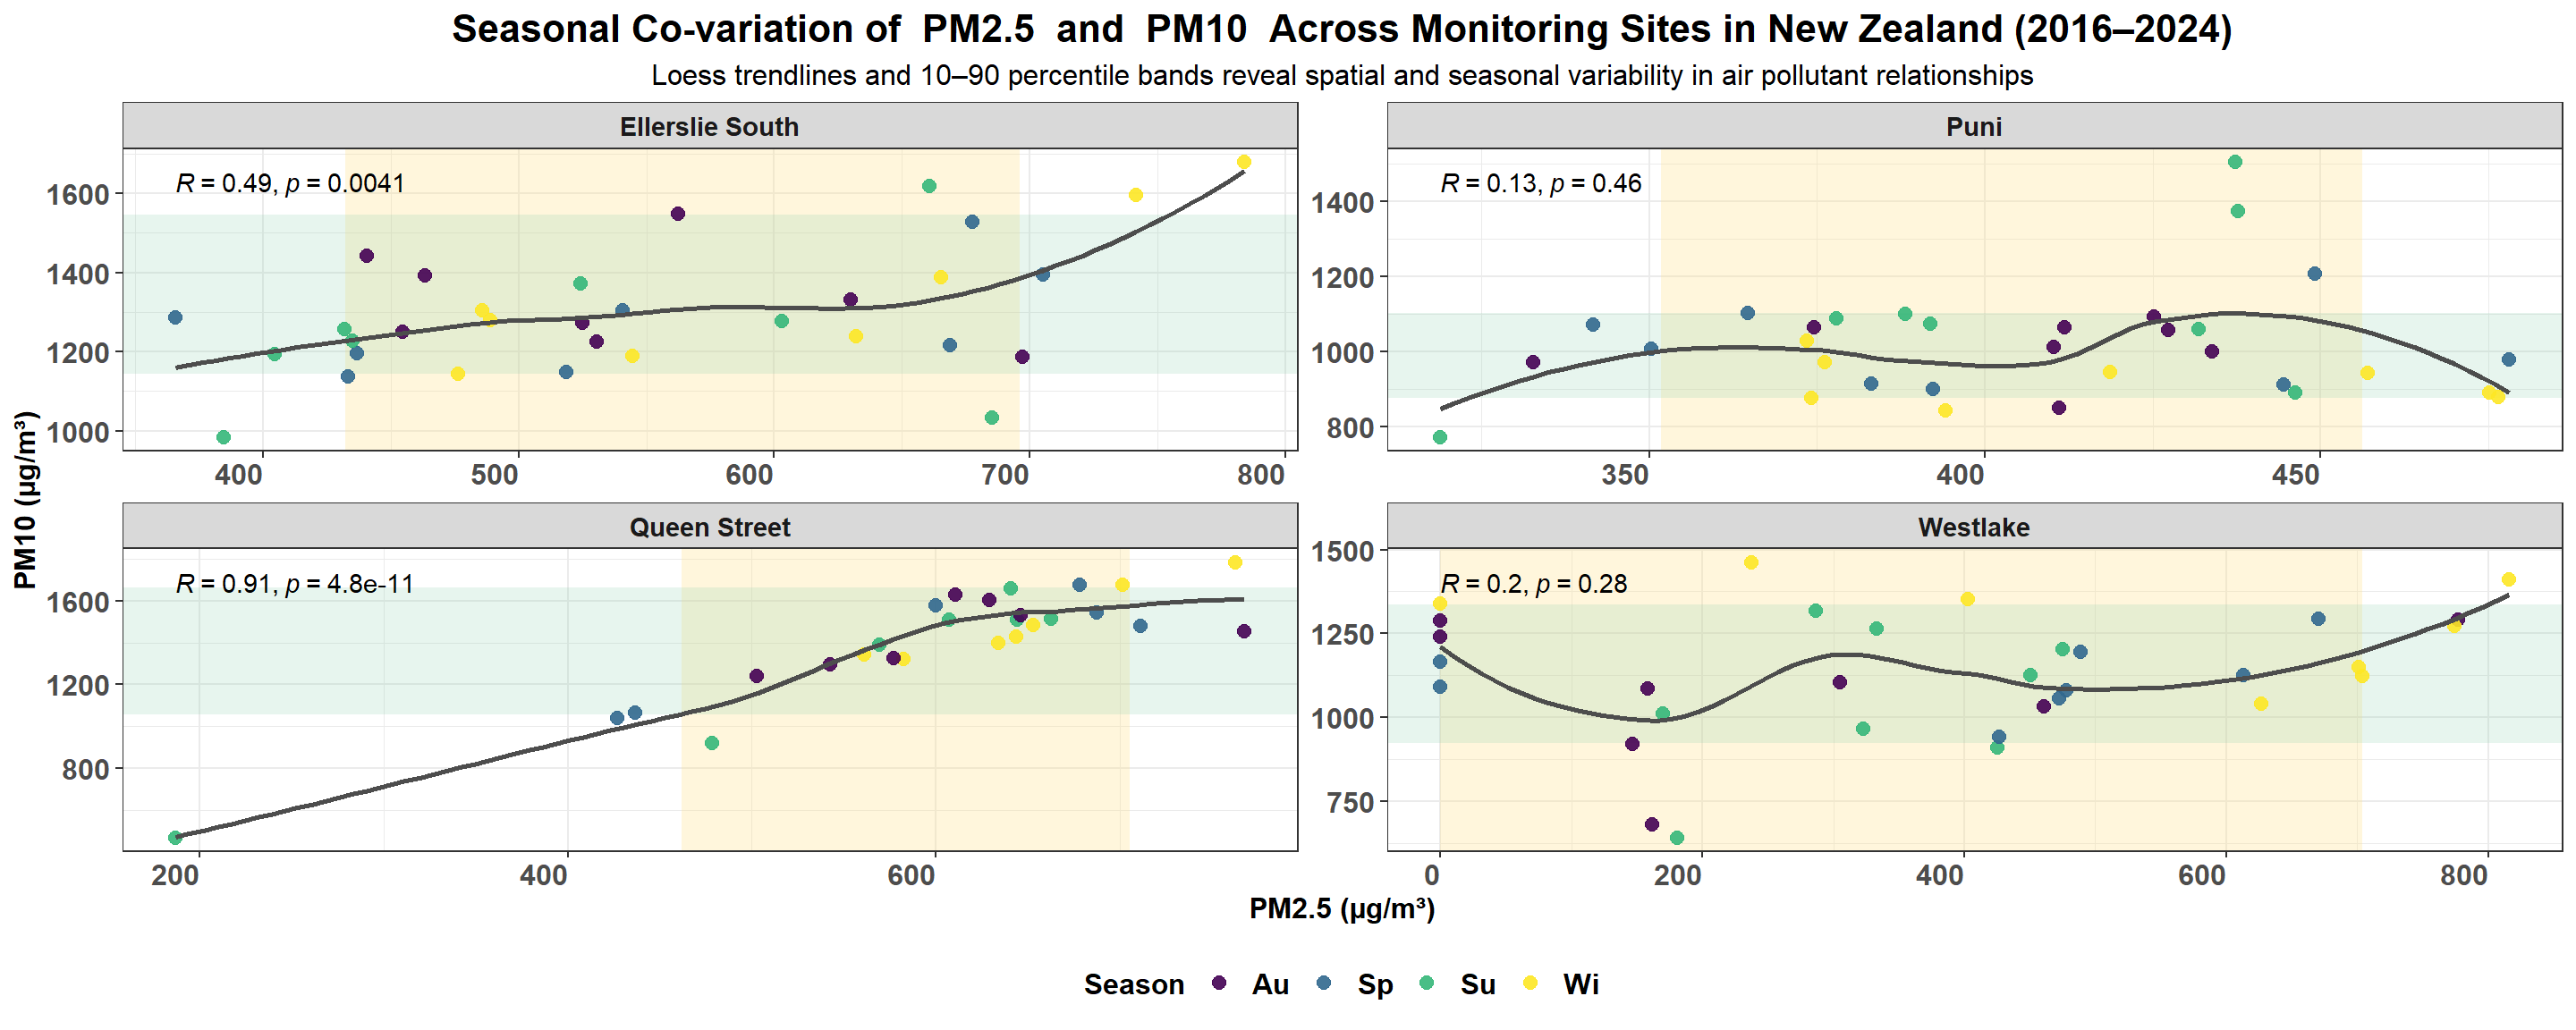 Seasonal Co-variation of  PM2.5  and  PM10  Across Monitoring Sites in New Zealand (2016–2024)
Loess trendlines and 10–90 percentile bands reveal spatial and seasonal variability in air pollutant relationships
Ellerslie South
R = 0.49, p = 0.0041
1600
1400
1200
1000
400 500 600 700 800
Puni
R = 0.13, p = 0.46
1400
1200
1000
800
350 400 450
Queen Street
R = 0.91, p = 4.8e-11
1600
1200
800
200 400 600
Westlake
R = 0.2, p = 0.28
1500
1250
1000
750
0 200 400 600 800
PM10 (µg/m³)
PM2.5 (µg/m³)
Season Au Sp Su Wi